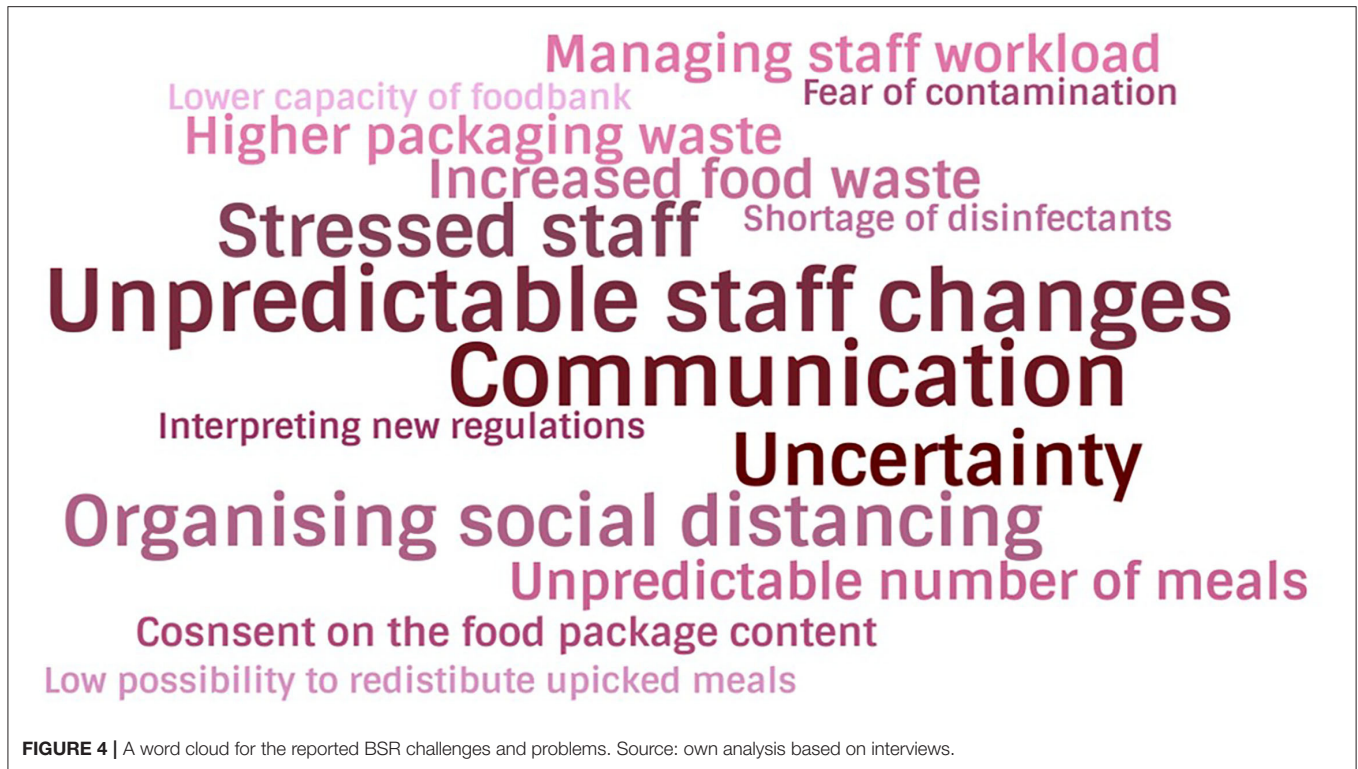 Managing staff workload
Lower capacity of foodbank
Fear of contamination
Higher packaging waste
Increased food waste
Stressed staff
Shortage of disinfectants
Unpredictable staff changes
Communication
Interpreting new regulations
Uncertainty
Organising social distancing
Unpredictable number of meals
Cosnsent on the food package content
Low possibility to redistibute upicked meals
FIGURE 4 | A word cloud for the reported BSR challenges and problems. Source: own analysis based on interviews.